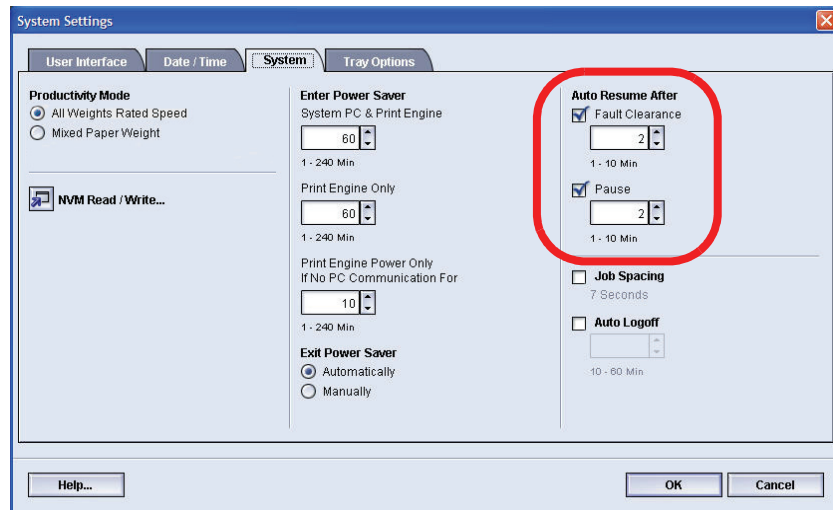 System Settings
User Interface
Date / Time
System
Tray Options
Productivity Mode
All Weights Rated Speed
Mixed Paper Weight
NVM Read / Write...
Enter Power Saver
System PC & Print Engine
60
1 - 240 Min
Print Engine Only
60
1 - 240 Min
Print Engine Power Only
If No PC Communication For
10
1 - 240 Min
Exit Power Saver
Automatically
Manually
Auto Resume After
Fault Clearance
2
1 - 10 Min
Pause
2
1 - 10 Min
Job Spacing
7 Seconds
Auto Logoff
10 - 60 Min
Help...
OK
Cancel